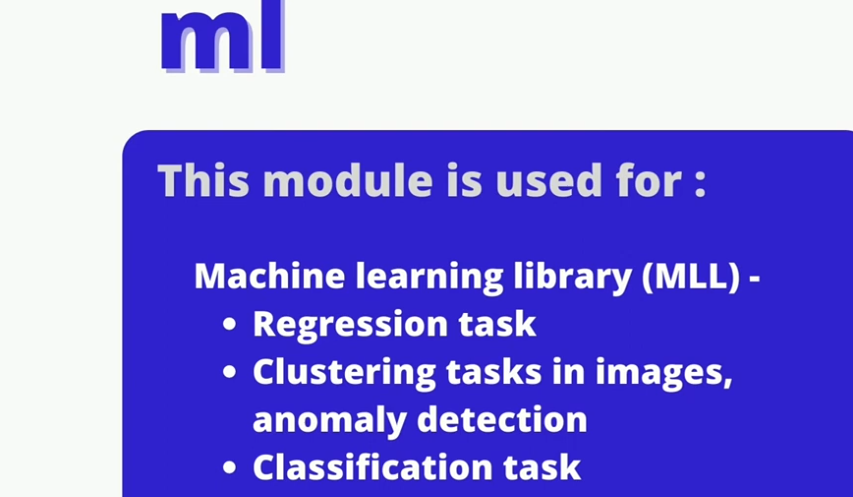 ml
This module is used for :
Machine learning library (MLL) -
• Regression task
• Clustering tasks in images,
anomaly detection
• Classification task